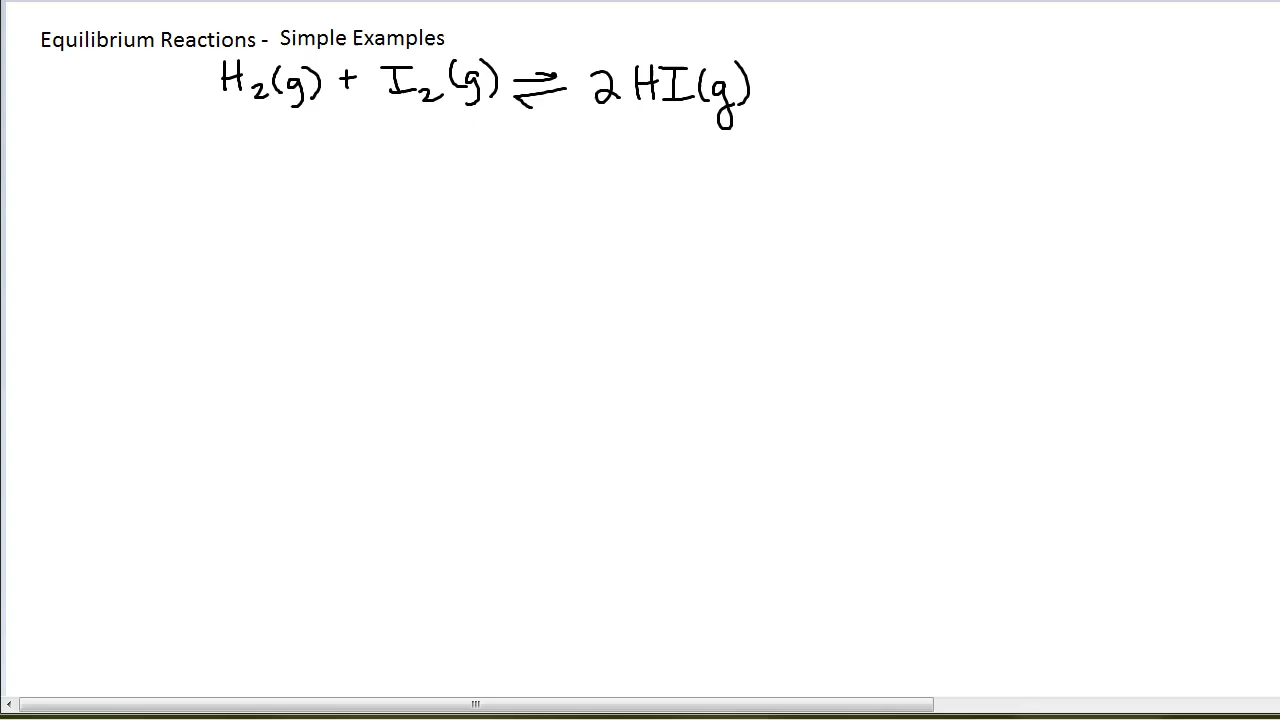 Equilibrium Reactions - Simple Examples
H₂(g) + I₂(g) ⇌ 2HI(g)